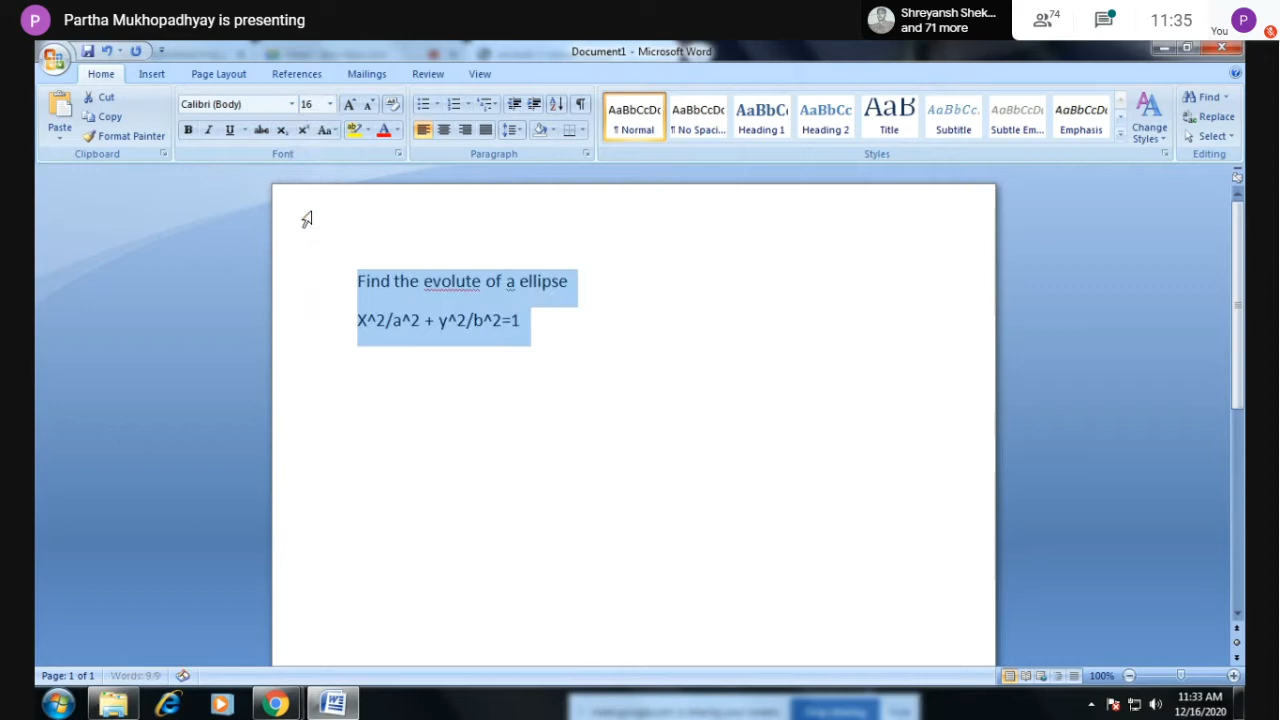 P Partha Mukhopadhyay is presenting
Shreyansh Shek...
and 71 more
74
11:35
You
P
Document1 - Microsoft Word
Home Insert Page Layout References Mailings Review View
Paste
Cut
Copy
Format Painter
Clipboard
Calibri (Body) 16
Font
Paragraph
AaBbCcDc AaBbCcDc AaBbC AaBbCc AaB AaBbCc. AaBbCcDc AaBbCcDc
¶ Normal ¶ No Spaci... Heading 1 Heading 2 Title Subtitle Subtle Em... Emphasis
Change
Styles
Styles
Find
Replace
Select
Editing
Find the evolute of a ellipse
X^2/a^2 + y^2/b^2=1
Page: 1 of 1 Words: 9/9
100%
11:33 AM
12/16/2020